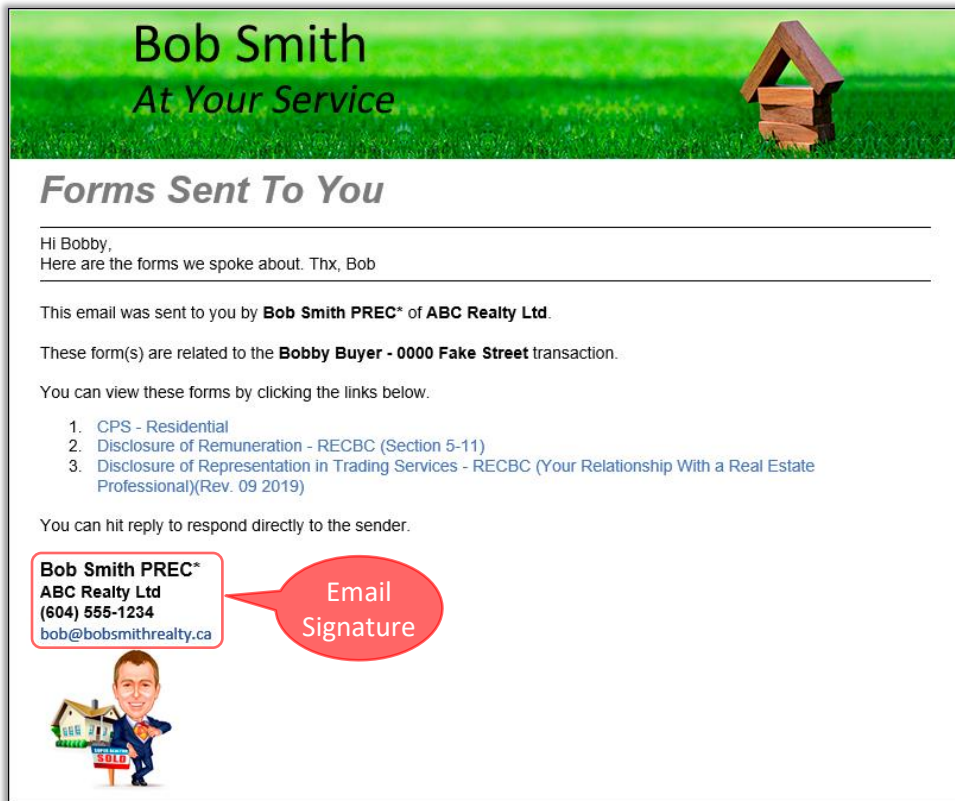 Bob Smith
At Your Service
Forms Sent To You
Hi Bobby,
Here are the forms we spoke about. Thx, Bob
This email was sent to you by Bob Smith PREC* of ABC Realty Ltd.
These form(s) are related to the Bobby Buyer - 0000 Fake Street transaction.
You can view these forms by clicking the links below.
1. CPS - Residential
2. Disclosure of Remuneration - RECBC (Section 5-11)
3. Disclosure of Representation in Trading Services - RECBC (Your Relationship With a Real Estate
Professional)(Rev. 09 2019)
You can hit reply to respond directly to the sender.
Bob Smith PREC*
ABC Realty Ltd
(604) 555-1234
bob@bobsmithrealty.ca
Email
Signature
SUPER REALTOR
SOLD